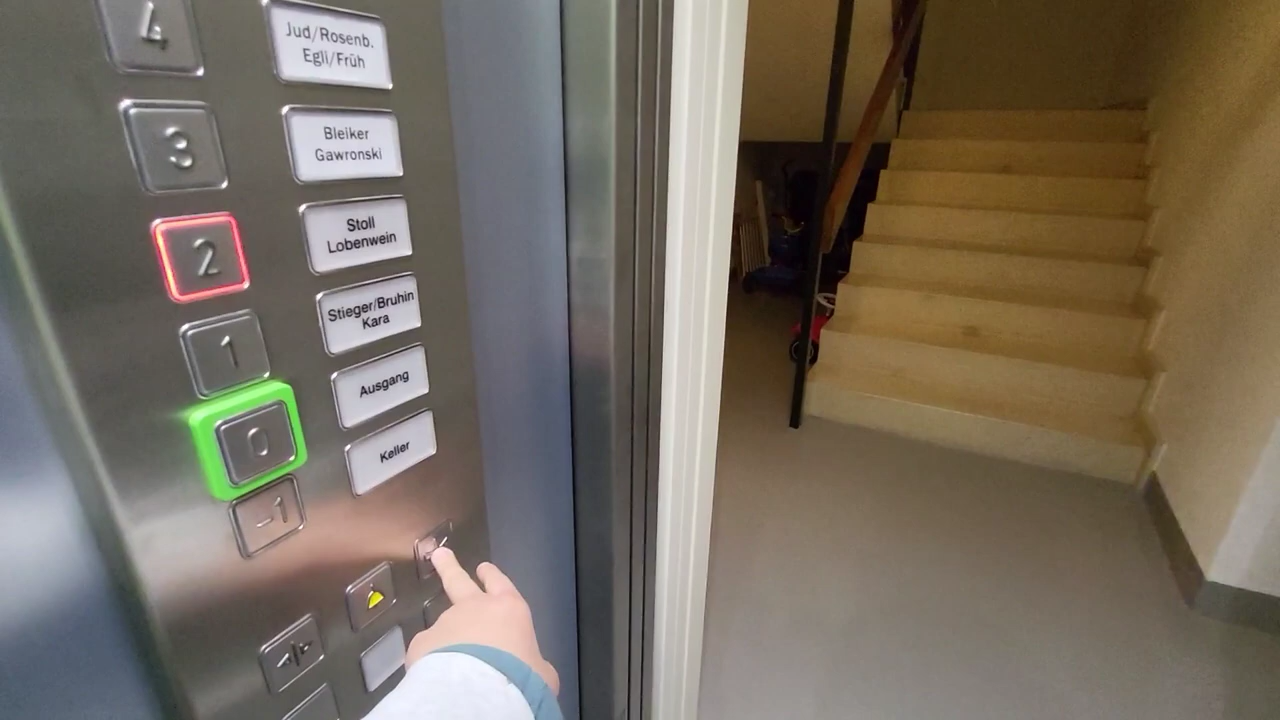 4
Jud/Rosenb.
Egli/Früh
3
Bleiker
Gawronski
2
Stoll
Lobenwein
1
Stieger/Bruhin
Kara
0
Ausgang
-1
Keller